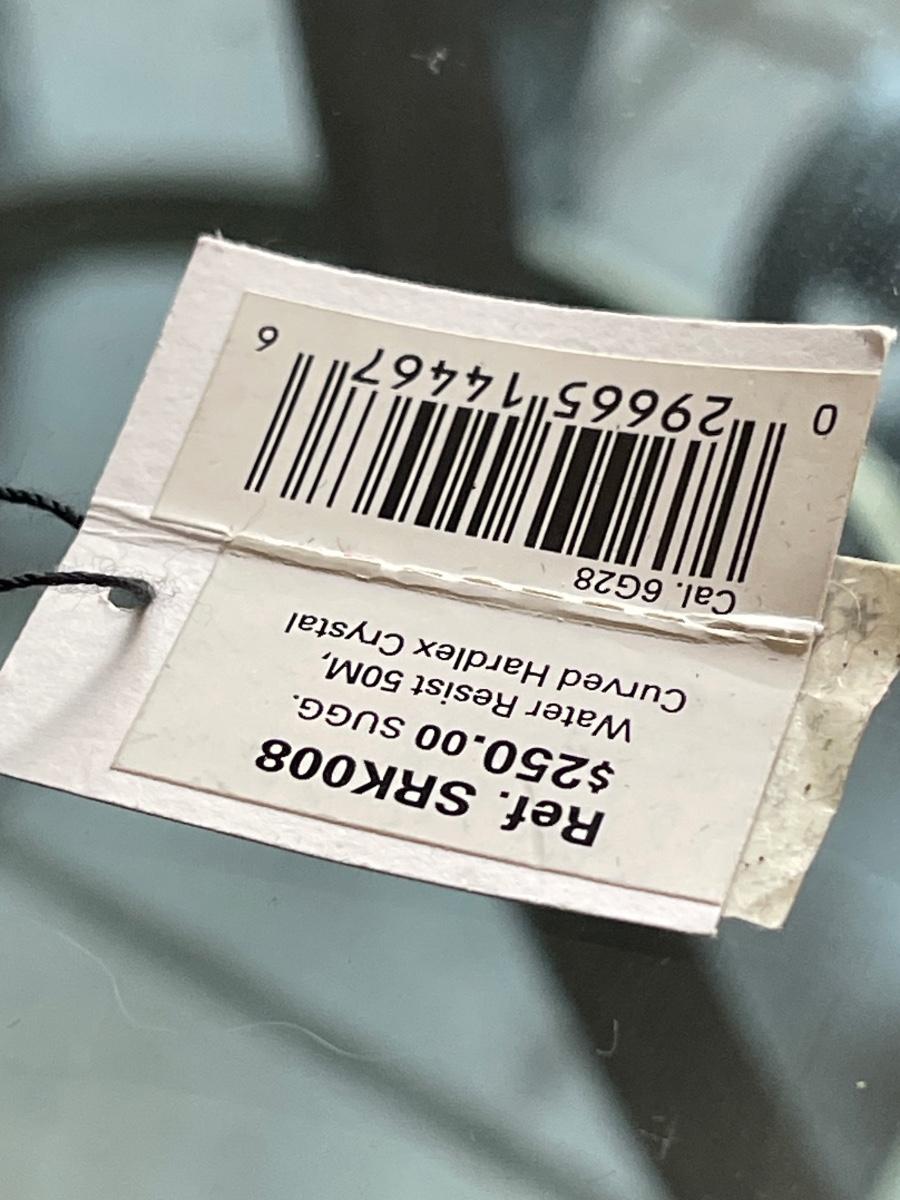 Ref. SRK008
$250.00 SUGG.
Water Resist 50M,
Curved Hardlex Crystal
Cal. 6G28
0 29665 14467 6